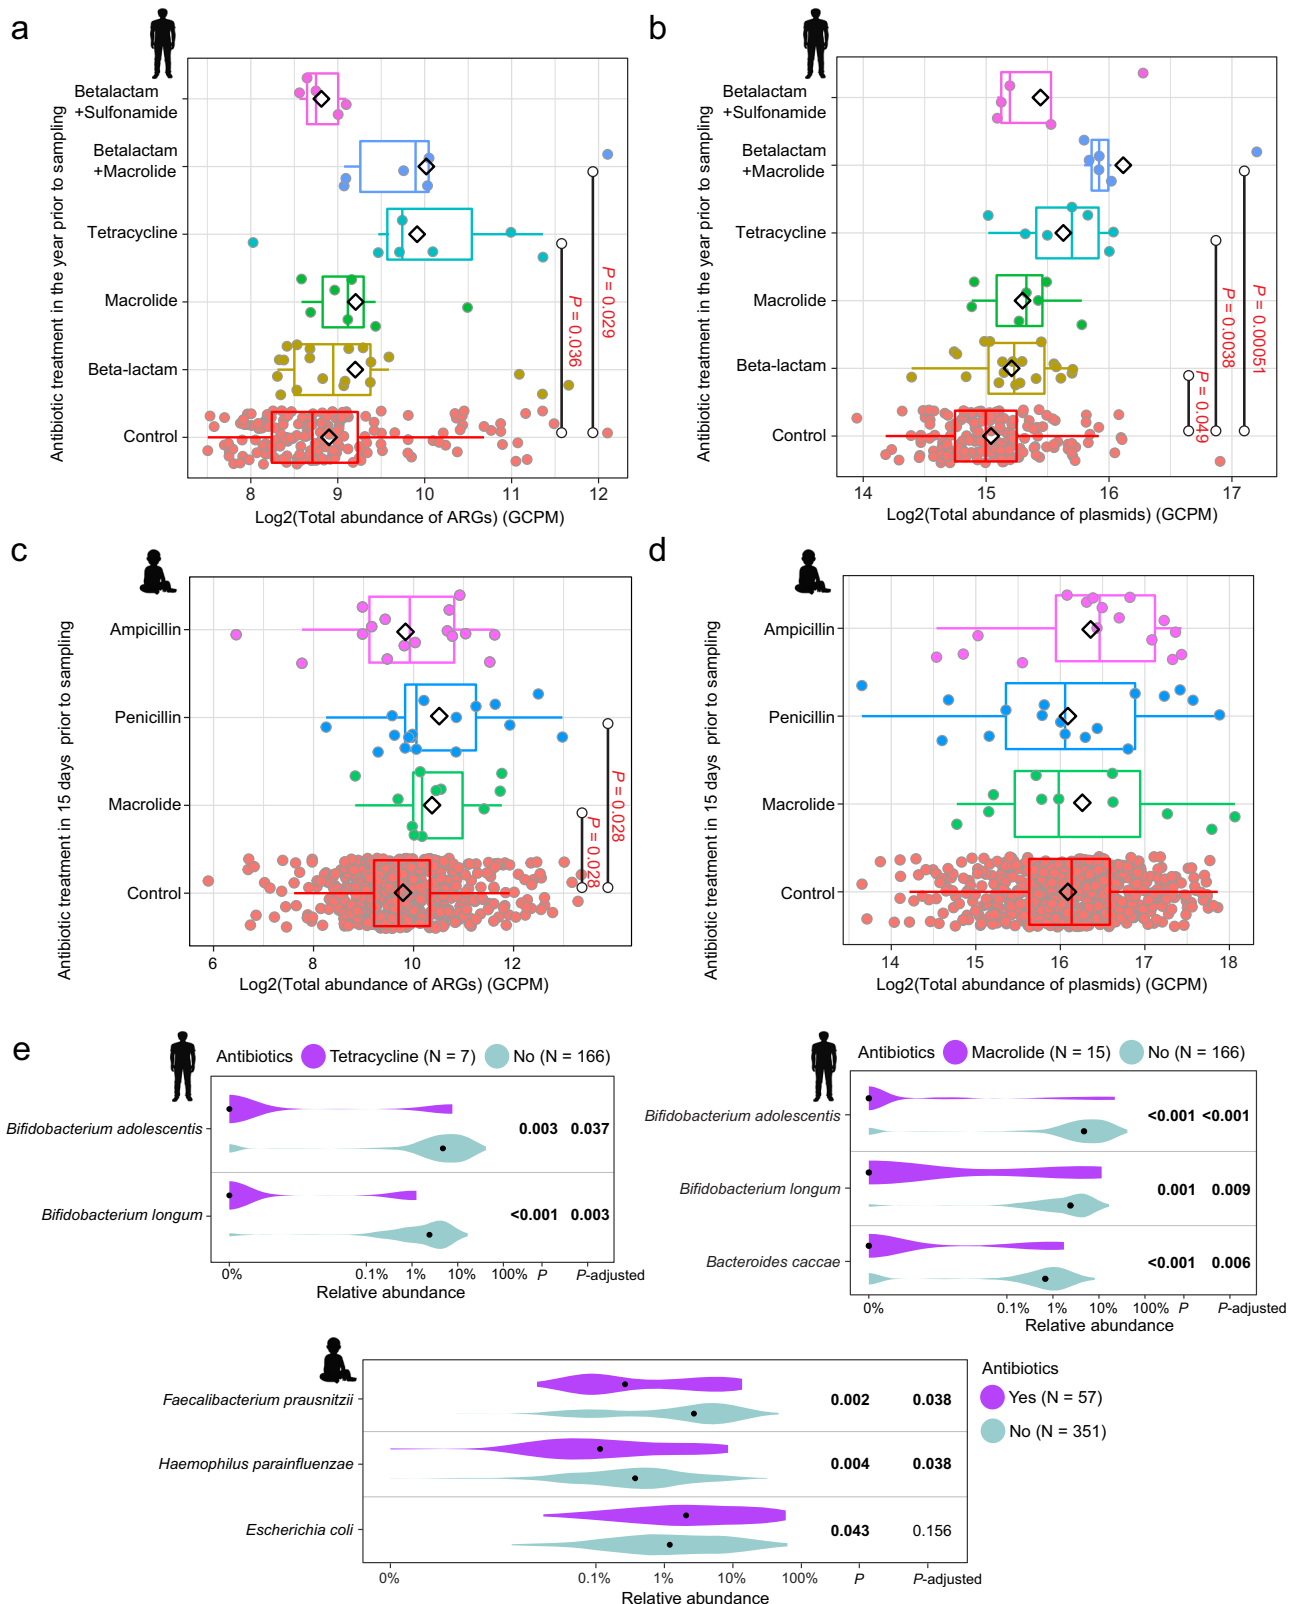 a
Antibiotic treatment in the year prior to sampling
Betalactam
+Sulfonamide
Betalactam
+Macrolide
Tetracycline
Macrolide
Beta-lactam
Control
P = 0.036
P = 0.029
8 9 10 11 12
Log2(Total abundance of ARGs) (GCPM)
b
Antibiotic treatment in the year prior to sampling
Betalactam
+Sulfonamide
Betalactam
+Macrolide
Tetracycline
Macrolide
Beta-lactam
Control
P = 0.0049
P = 0.0038
P = 0.00051
14 15 16 17
Log2(Total abundance of plasmids) (GCPM)
c
Antibiotic treatment in 15 days prior to sampling
Ampicillin
Penicillin
Macrolide
Control
P = 0.028
P = 0.028
6 8 10 12
Log2(Total abundance of ARGs) (GCPM)
d
Antibiotic treatment in 15 days prior to sampling
Ampicillin
Penicillin
Macrolide
Control
14 15 16 17 18
Log2(Total abundance of plasmids) (GCPM)
e
Antibiotics Tetracycline (N = 7) No (N = 166)
Bifidobacterium adolescentis 0.003 0.037
Bifidobacterium longum <0.001 0.003
0% 0.1% 1% 10% 100% P P-adjusted
Relative abundance
Antibiotics Macrolide (N = 15) No (N = 166)
Bifidobacterium adolescentis <0.001 <0.001
Bifidobacterium longum 0.001 0.009
Bacteroides caccae <0.001 0.006
0% 0.1% 1% 10% 100% P P-adjusted
Relative abundance
Antibiotics
Yes (N = 57)
No (N = 351)
Faecalibacterium prausnitzii 0.002 0.038
Haemophilus parainfluenzae 0.004 0.038
Escherichia coli 0.043 0.156
0% 0.1% 1% 10% 100% P P-adjusted
Relative abundance